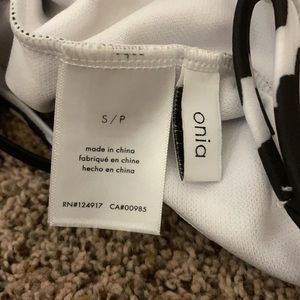 S / P
made in china
fabriqué en chine
hecho en china
RN#124917 CA#00985
onia